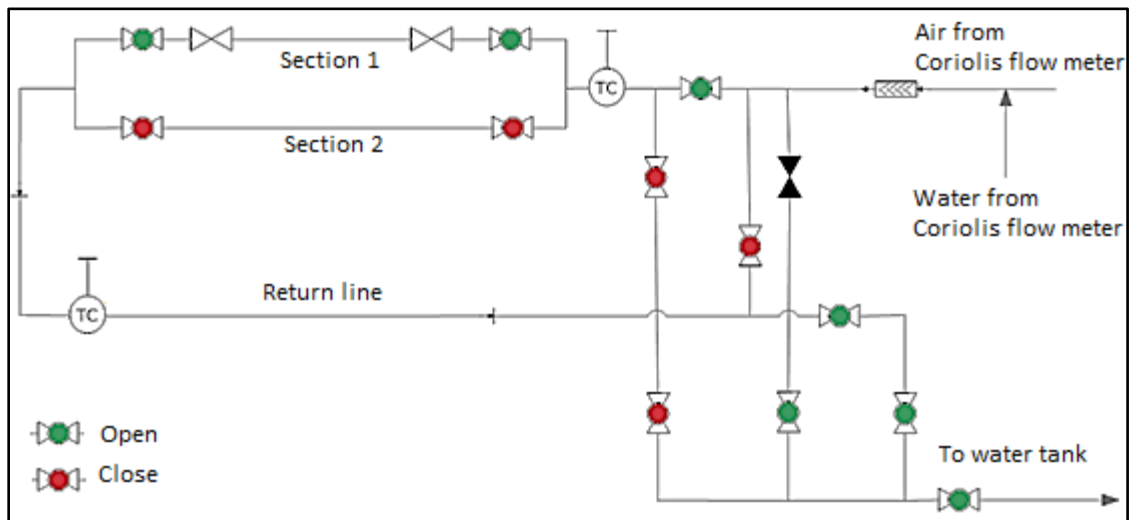 Section 1
Section 2
TC
Air from
Coriolis flow meter
Water from
Coriolis flow meter
Return line
TC
Open
Close
To water tank